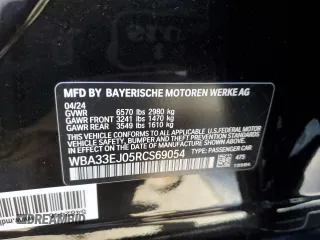 MFD BY BAYERISCHE MOTOREN WERKE AG
04/24
GVWR 6570 lbs 2980 kg
GAWR FRONT 3241 lbs 1470 kg
GAWR REAR 3549 lbs 1610 kg
THIS VEHICLE CONFORMS TO ALL APPLICABLE U.S. FEDERAL MOTOR
VEHICLE SAFETY, BUMPER, AND THEFT PREVENTION STANDARDS
IN EFFECT ON THE DATE OF MANUFACTURE SHOWN ABOVE.
WBA33EJ05RCS69054 475
TYPE: PASSENGER CAR
DREAMBID